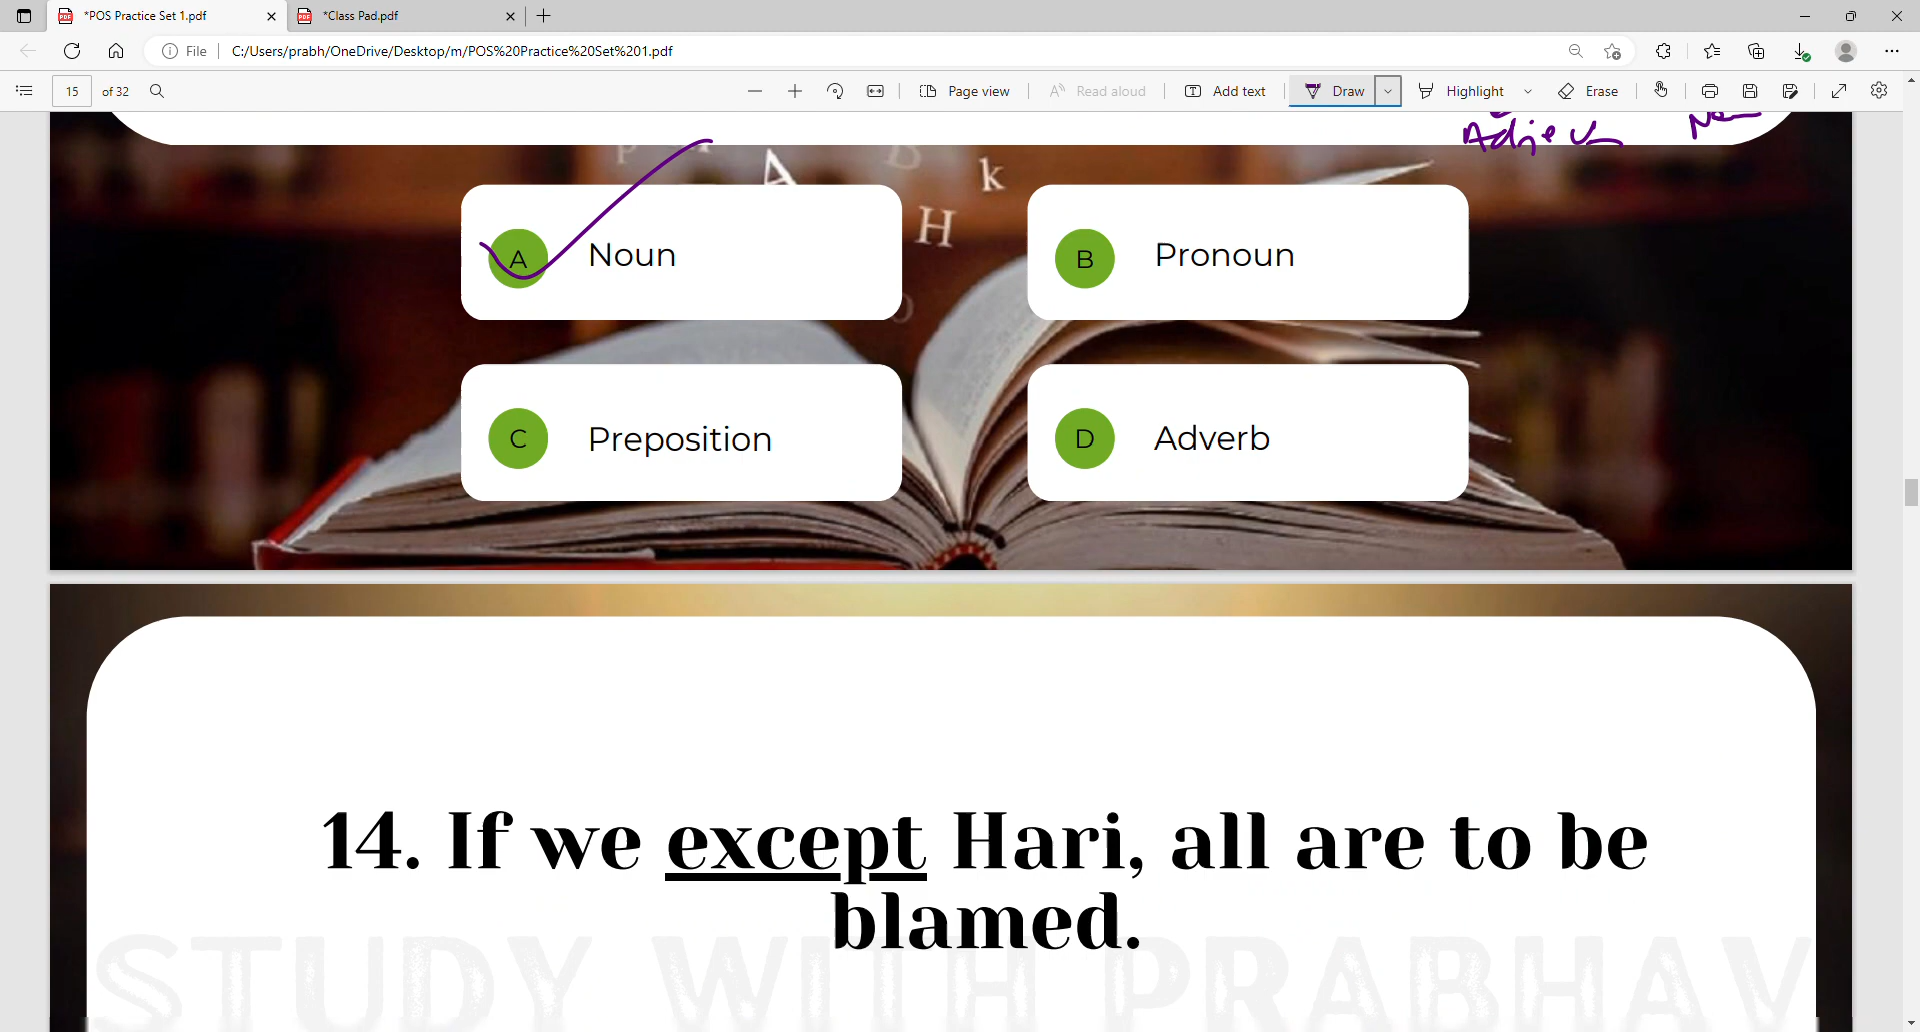 *POS Practice Set 1.pdf
*Class Pad.pdf
File
C:/Users/prabh/OneDrive/Desktop/m/POS%20Practice%20Set%201.pdf
15 of 32
Page view
Read aloud
Add text
Draw
Highlight
Erase
A
k
H
A Noun
B Pronoun
C Preposition
D Adverb
14. If we except Hari, all are to be
blamed.
STUDY WITH PRABHAV